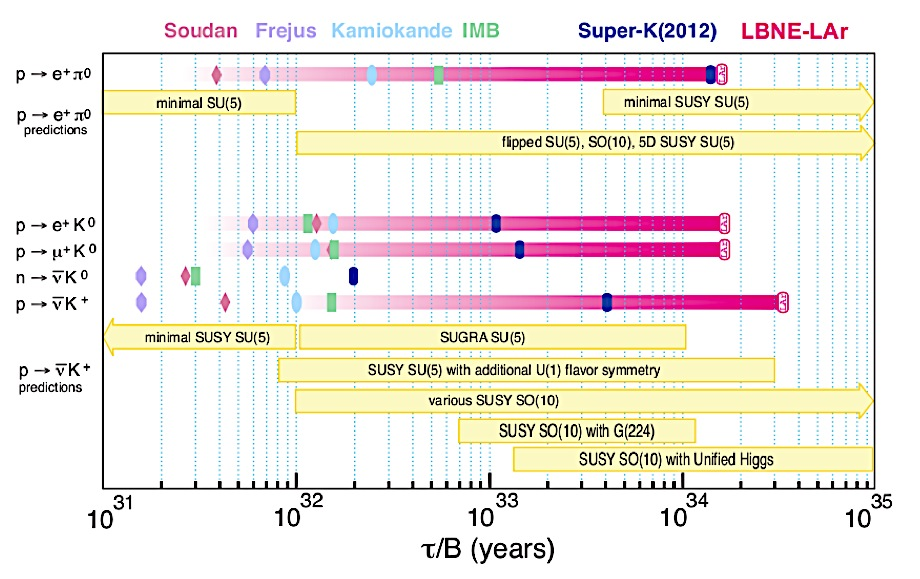 Soudan Frejus Kamiokande IMB Super-K(2012) LBNE-LAr
p → e⁺π⁰
minimal SU(5) minimal SUSY SU(5)
p → e⁺π⁰
predictions
flipped SU(5), SO(10), 5D SUSY SU(5)
p → e⁺K⁰
p → μ⁺K⁰
n → ν̅K⁰
p → ν̅K⁺
minimal SUSY SU(5) SUGRA SU(5)
p → ν̅K⁺
predictions
SUSY SU(5) with additional U(1) flavor symmetry
various SUSY SO(10)
SUSY SO(10) with G(224)
SUSY SO(10) with Unified Higgs
10³¹ 10³² 10³³ 10³⁴ 10³⁵
τ/B (years)